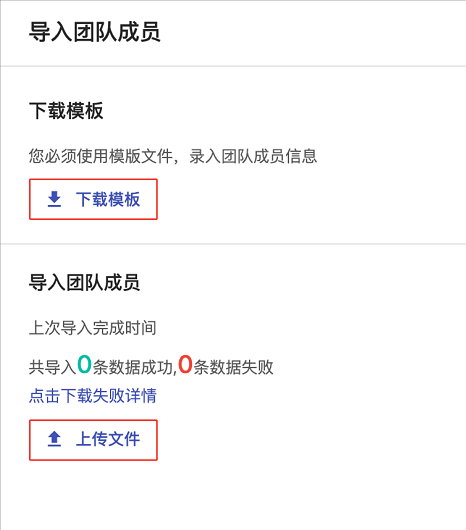 导入团队成员
下载模板
您必须使用模版文件，录入团队成员信息
下载模板
导入团队成员
上次导入完成时间
共导入0条数据成功,0条数据失败
点击下载失败详情
上传文件